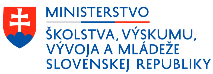 MINISTERSTVO
ŠKOLSTVA, VÝSKUMU,
VÝVOJA A MLÁDEŽE
SLOVENSKEJ REPUBLIKY